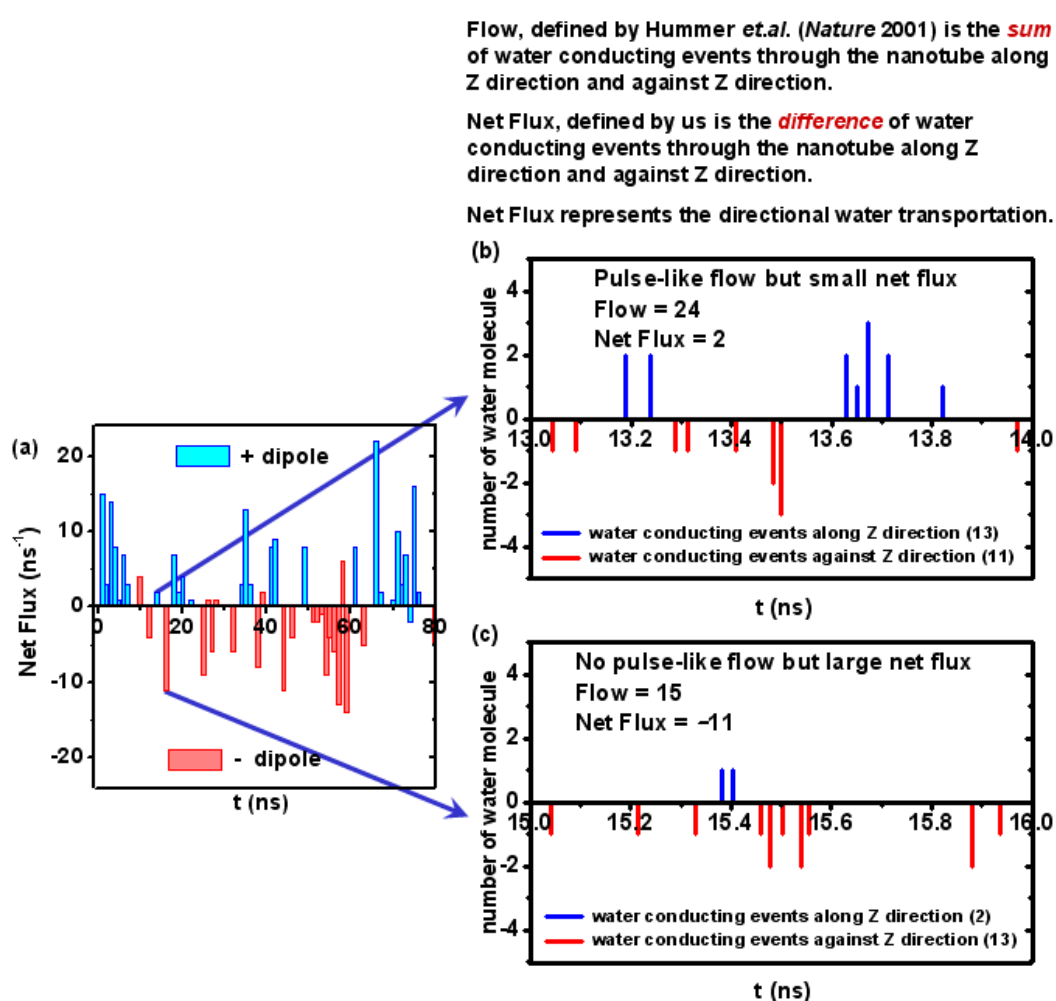 Flow, defined by Hummer et.al. (Nature 2001) is the sum
of water conducting events through the nanotube along
Z direction and against Z direction.
Net Flux, defined by us is the difference of water
conducting events through the nanotube along Z
direction and against Z direction.
Net Flux represents the directional water transportation.
(a)
Net Flux (ns⁻¹)
20
10
0
-10
-20
+ dipole
- dipole
0 20 40 60 80
t (ns)
(b)
number of water molecule
4
2
0
-2
-4
Pulse-like flow but small net flux
Flow = 24
Net Flux = 2
13.0 13.2 13.4 13.6 13.8 14.0
water conducting events along Z direction (13)
water conducting events against Z direction (11)
t (ns)
(c)
number of water molecule
4
2
0
-2
-4
No pulse-like flow but large net flux
Flow = 15
Net Flux = −11
15.0 15.2 15.4 15.6 15.8 16.0
water conducting events along Z direction (2)
water conducting events against Z direction (13)
t (ns)